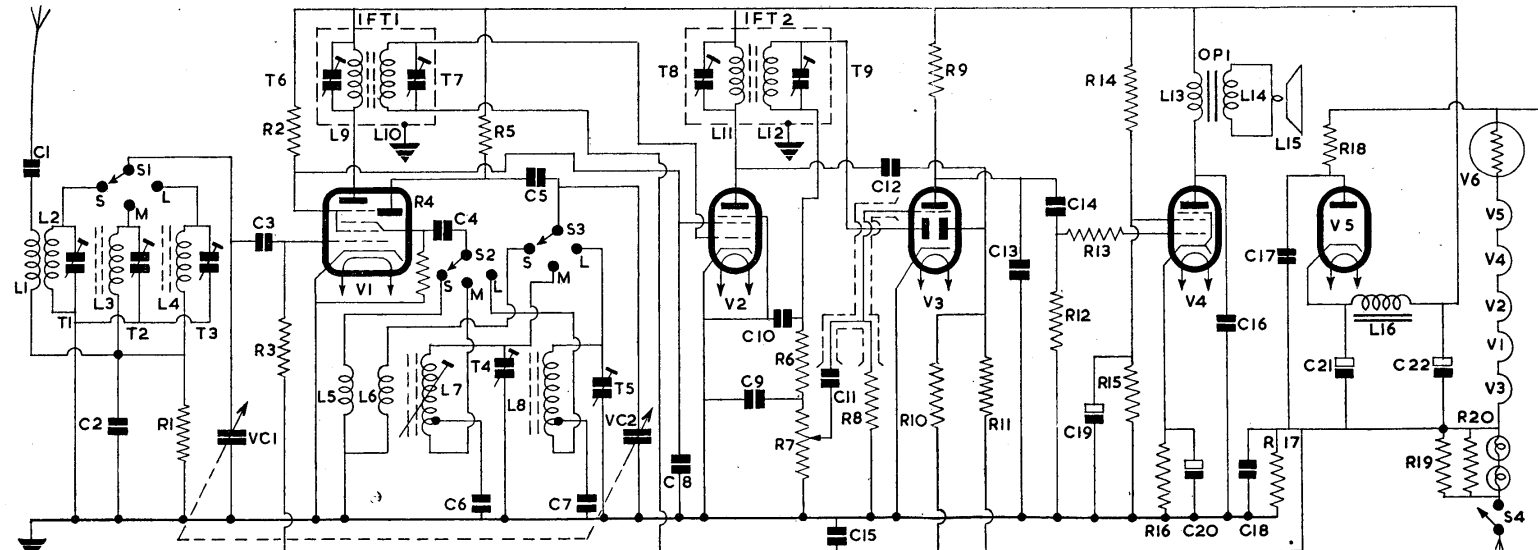 IFT1
IFT2
OP1
T6
T7
T8
T9
R9
R14
L13
L14
L15
R2
L9
L10
R5
L11
L12
R18
V6
C1
S1
S
L
M
C5
C12
L2
R4
C4
S3
S
L
M
C14
R13
V5
V5
C3
S2
S
M
L
C13
C17
V4
L1
L3
L4
V1
V2
V3
V4
V2
T1
T2
T3
C10
R12
C16
L16
V1
R3
T4
R6
C21
C22
L5
L6
L7
L8
T5
C9
C11
R8
R15
V3
C2
R1
VC1
VC2
R7
R10
R11
C19
R17
R20
R19
C8
C6
C7
R16
C20
C18
S4
C15